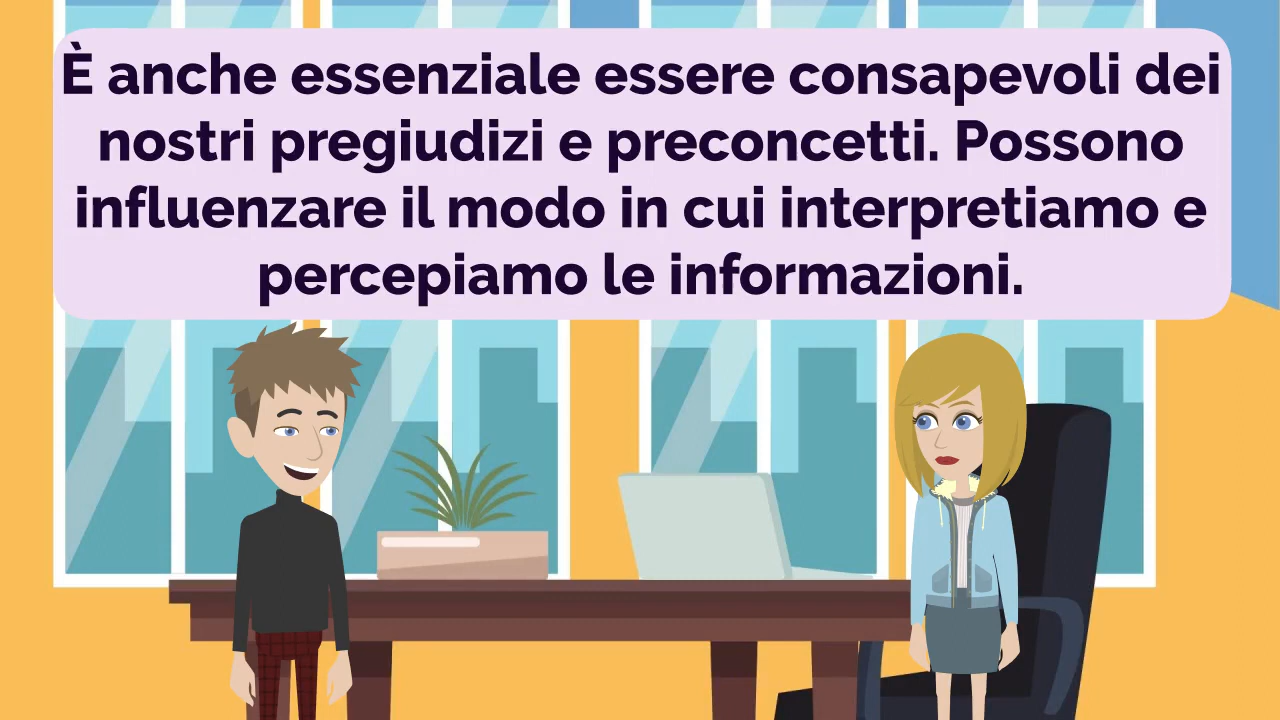 È anche essenziale essere consapevoli dei
nostri pregiudizi e preconcetti. Possono
influenzare il modo in cui interpretiamo e
percepiamo le informazioni.